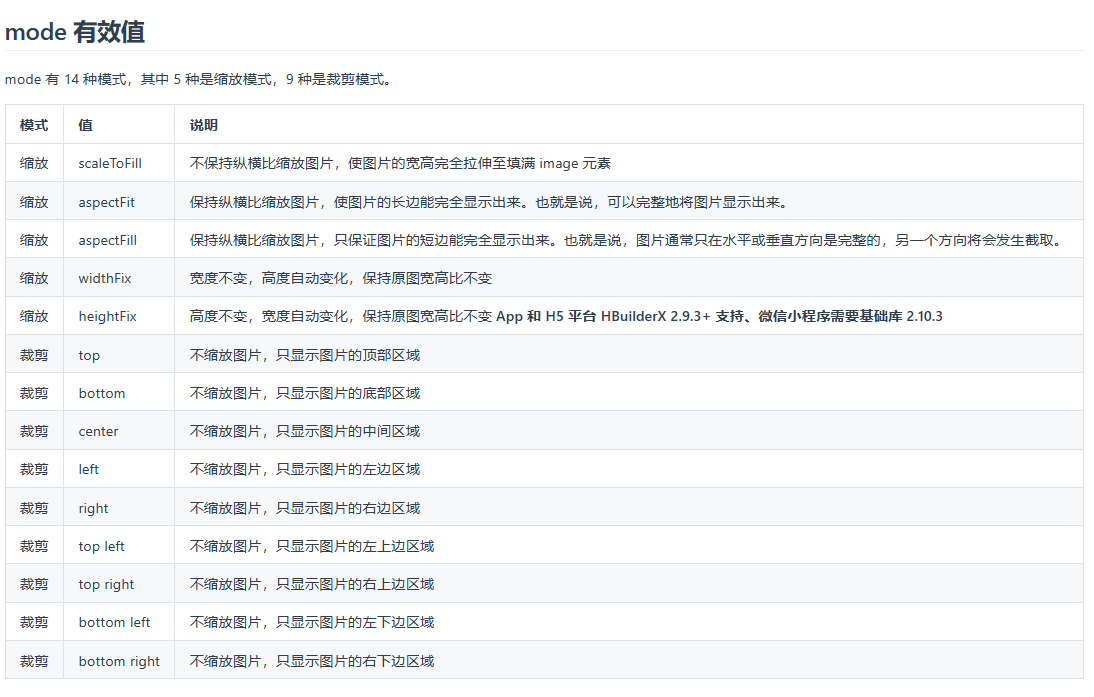 mode 有效值
mode 有 14 种模式，其中 5 种是缩放模式，9 种是裁剪模式。
模式 值 说明
缩放 scaleToFill 不保持纵横比缩放图片，使图片的宽高完全拉伸至填满 image 元素
缩放 aspectFit 保持纵横比缩放图片，使图片的长边能完全显示出来。也就是说，可以完整地将图片显示出来。
缩放 aspectFill 保持纵横比缩放图片，只保证图片的短边能完全显示出来。也就是说，图片通常只在水平或垂直方向是完整的，另一个方向将会发生截取。
缩放 widthFix 宽度不变，高度自动变化，保持原图宽高比不变
缩放 heightFix 高度不变，宽度自动变化，保持原图宽高比不变 App 和 H5 平台 HBuilderX 2.9.3+ 支持、微信小程序需要基础库 2.10.3
裁剪 top 不缩放图片，只显示图片的顶部区域
裁剪 bottom 不缩放图片，只显示图片的底部区域
裁剪 center 不缩放图片，只显示图片的中间区域
裁剪 left 不缩放图片，只显示图片的左边区域
裁剪 right 不缩放图片，只显示图片的右边区域
裁剪 top left 不缩放图片，只显示图片的左上边区域
裁剪 top right 不缩放图片，只显示图片的右上边区域
裁剪 bottom left 不缩放图片，只显示图片的左下边区域
裁剪 bottom right 不缩放图片，只显示图片的右下边区域